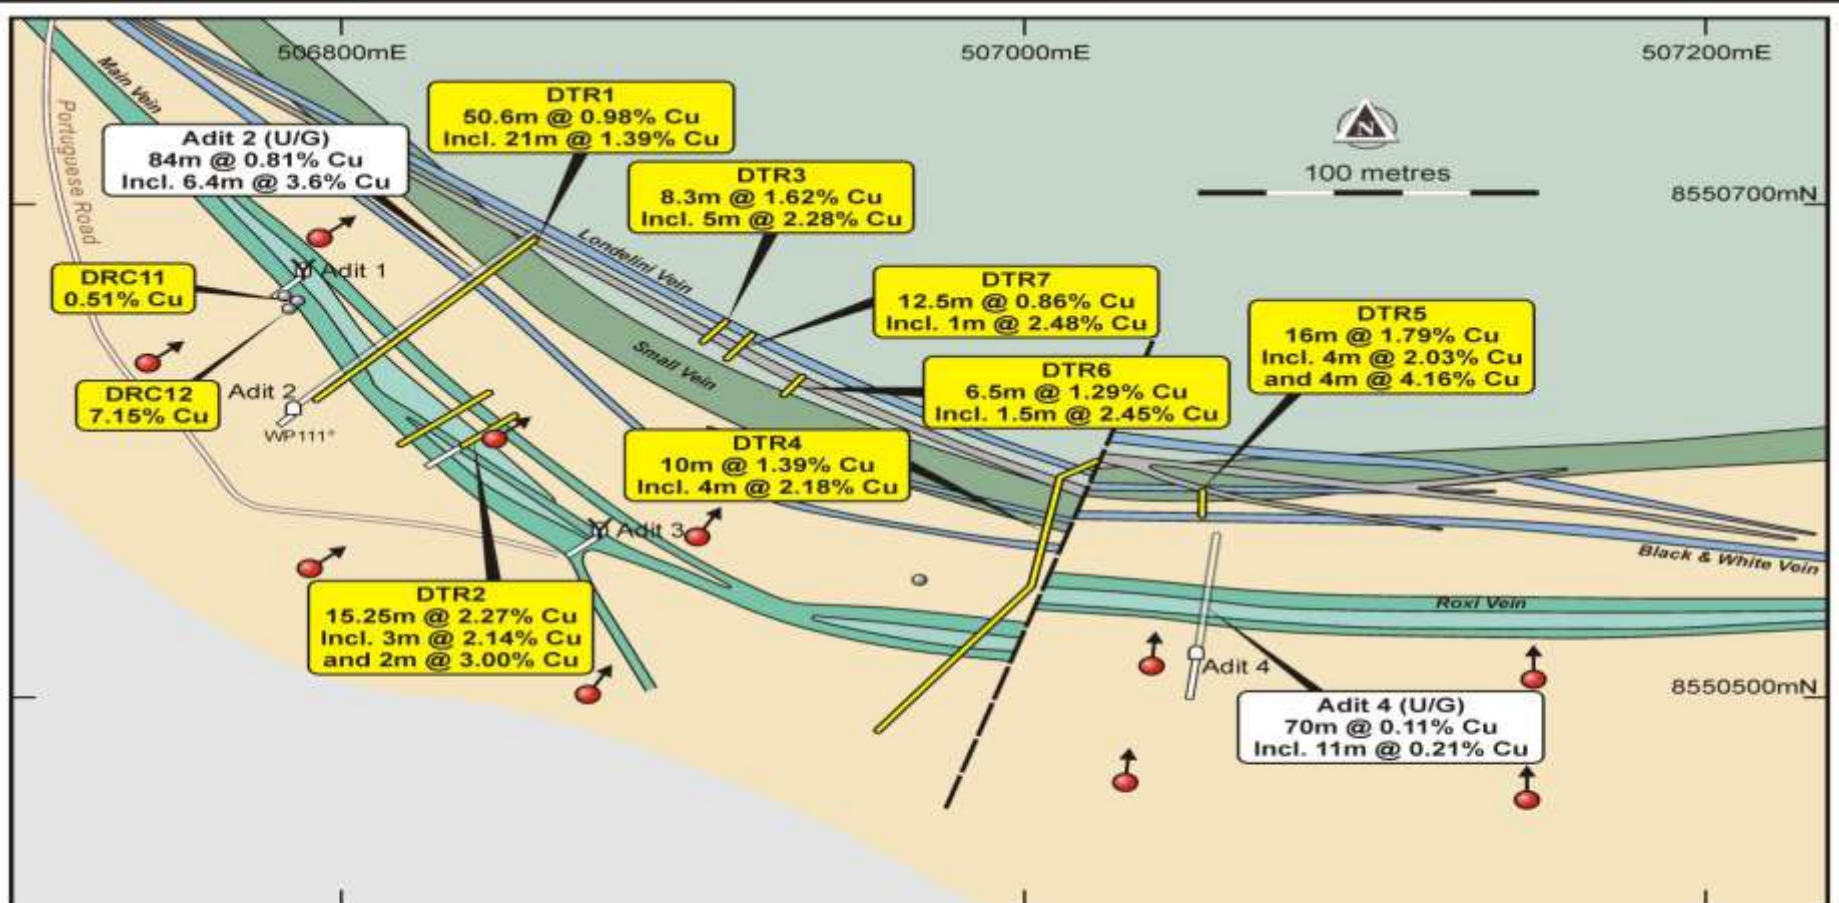 506800mE
507000mE
507200mE
Main Vein
Portuguese Road
Adit 2 (U/G)
84m @ 0.81% Cu
Incl. 6.4m @ 3.6% Cu
DTR1
50.6m @ 0.98% Cu
Incl. 21m @ 1.39% Cu
DTR3
8.3m @ 1.62% Cu
Incl. 5m @ 2.28% Cu
N
100 metres
8550700mN
Londelini Vein
Adit 1
DRC11
0.51% Cu
DTR7
12.5m @ 0.86% Cu
Incl. 1m @ 2.48% Cu
DTR5
16m @ 1.79% Cu
Incl. 4m @ 2.03% Cu
and 4m @ 4.16% Cu
Small Vein
DTR6
6.5m @ 1.29% Cu
Incl. 1.5m @ 2.45% Cu
DRC12
7.15% Cu
Adit 2
WP111°
DTR4
10m @ 1.39% Cu
Incl. 4m @ 2.18% Cu
Adit 3
Black & White Vein
DTR2
15.25m @ 2.27% Cu
Incl. 3m @ 2.14% Cu
and 2m @ 3.00% Cu
Roxi Vein
Adit 4
8550500mN
Adit 4 (U/G)
70m @ 0.11% Cu
Incl. 11m @ 0.21% Cu